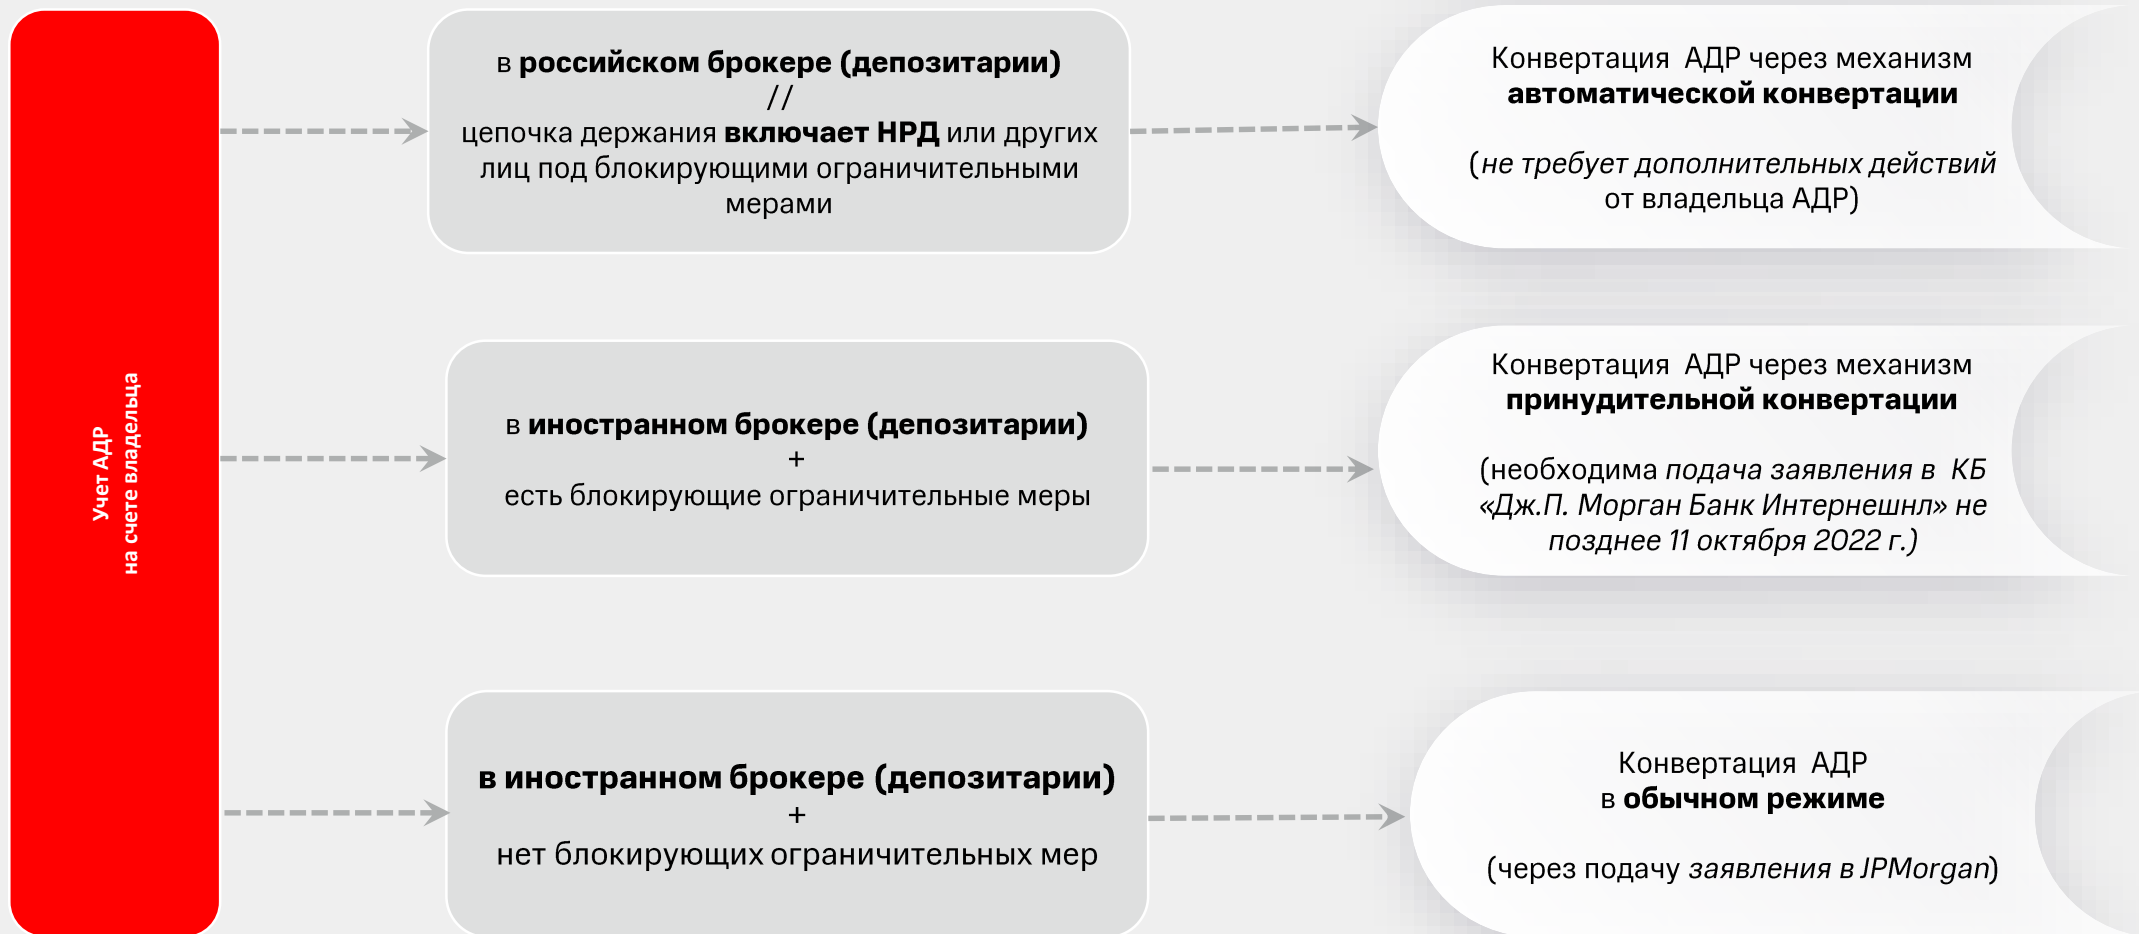 Учет АДР
на счете владельца
в российском брокере (депозитарии)
//
цепочка держания включает НРД или других
лиц под блокирующими ограничительными
мерами
Конвертация АДР через механизм
автоматической конвертации
(не требует дополнительных действий
от владельца АДР)
в иностранном брокере (депозитарии)
+
есть блокирующие ограничительные меры
Конвертация АДР через механизм
принудительной конвертации
(необходима подача заявления в КБ
«Дж.П. Морган Банк Интернешнл» не
позднее 11 октября 2022 г.)
в иностранном брокере (депозитарии)
+
нет блокирующих ограничительных мер
Конвертация АДР
в обычном режиме
(через подачу заявления в JPMorgan)